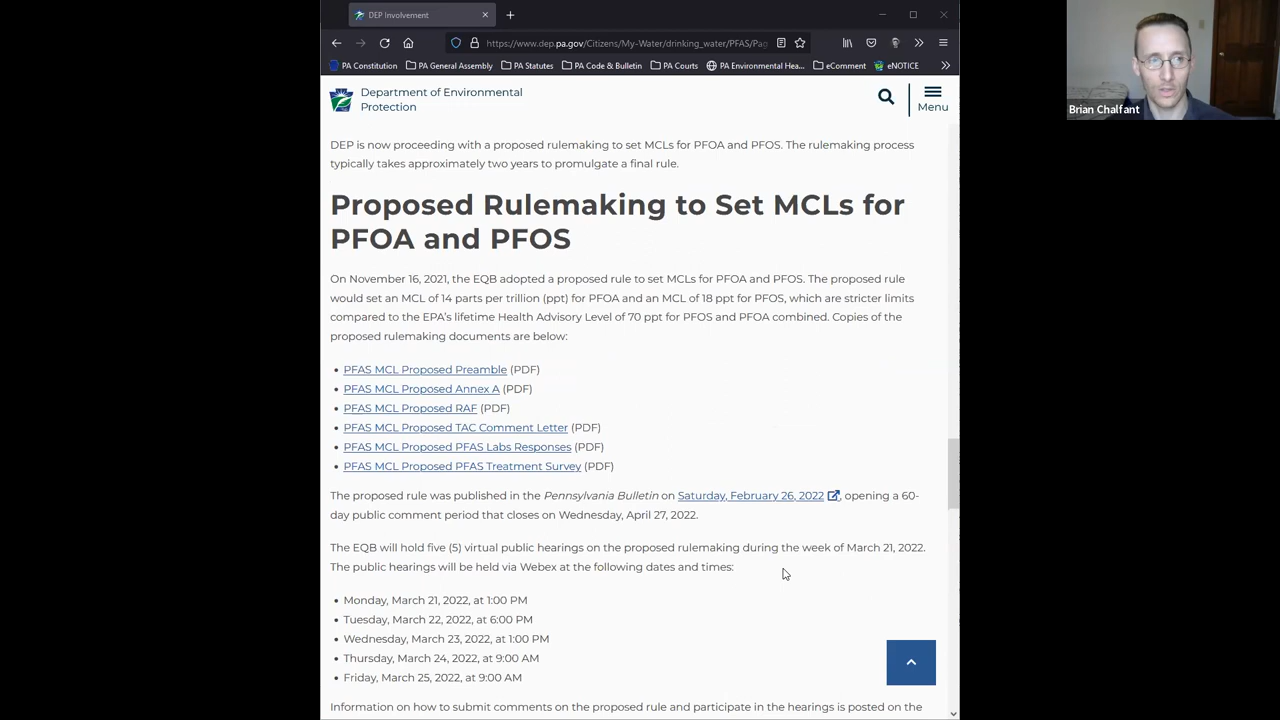 DEP Involvement
https://www.dep.pa.gov/Citizens/My-Water/drinking_water/PFAS/Pag
PA Constitution PA General Assembly PA Statutes PA Code & Bulletin PA Courts PA Environmental Hea... eComment eNOTICE
Brian Chalfant
Department of Environmental
Protection
Menu
DEP is now proceeding with a proposed rulemaking to set MCLs for PFOA and PFOS. The rulemaking process
typically takes approximately two years to promulgate a final rule.
Proposed Rulemaking to Set MCLs for
PFOA and PFOS
On November 16, 2021, the EQB adopted a proposed rule to set MCLs for PFOA and PFOS. The proposed rule
would set an MCL of 14 parts per trillion (ppt) for PFOA and an MCL of 18 ppt for PFOS, which are stricter limits
compared to the EPA's lifetime Health Advisory Level of 70 ppt for PFOS and PFOA combined. Copies of the
proposed rulemaking documents are below:
• PFAS MCL Proposed Preamble (PDF)
• PFAS MCL Proposed Annex A (PDF)
• PFAS MCL Proposed RAF (PDF)
• PFAS MCL Proposed TAC Comment Letter (PDF)
• PFAS MCL Proposed PFAS Labs Responses (PDF)
• PFAS MCL Proposed PFAS Treatment Survey (PDF)
The proposed rule was published in the Pennsylvania Bulletin on Saturday, February 26, 2022, opening a 60-
day public comment period that closes on Wednesday, April 27, 2022.
The EQB will hold five (5) virtual public hearings on the proposed rulemaking during the week of March 21, 2022.
The public hearings will be held via Webex at the following dates and times:
• Monday, March 21, 2022, at 1:00 PM
• Tuesday, March 22, 2022, at 6:00 PM
• Wednesday, March 23, 2022, at 1:00 PM
• Thursday, March 24, 2022, at 9:00 AM
• Friday, March 25, 2022, at 9:00 AM
Information on how to submit comments on the proposed rule and participate in the hearings is posted on the